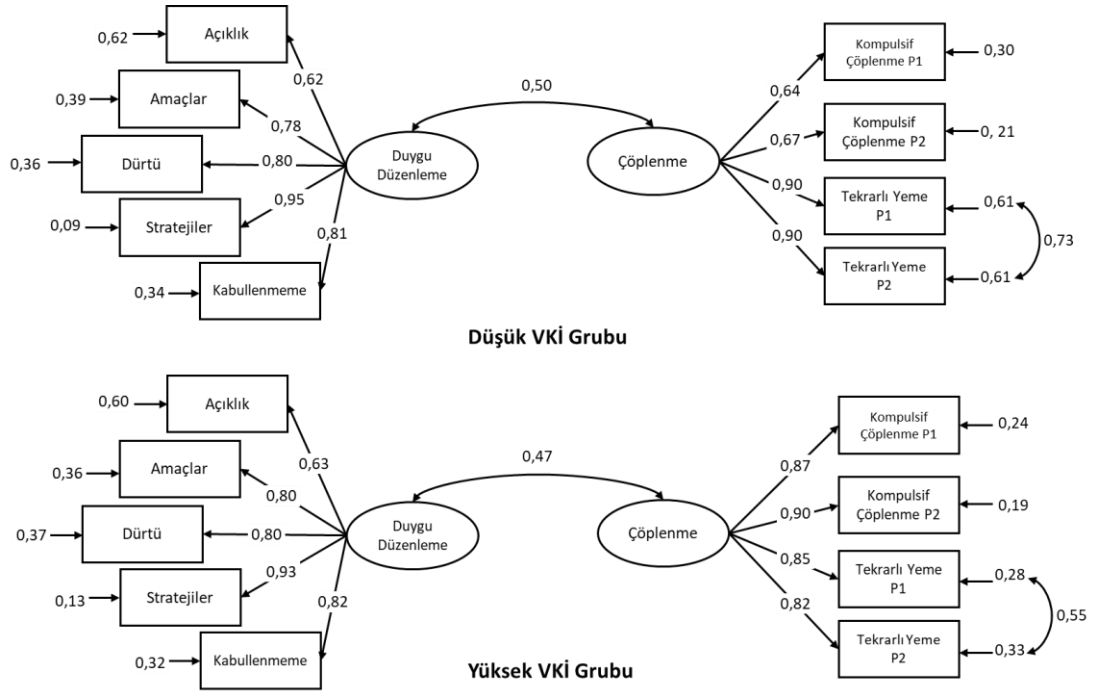 0,62
Açıklık
0,39
Amaçlar
0,36
Dürtü
0,09
Stratejiler
0,34
Kabullenmeme
0,62
0,78
0,80
0,95
0,81
Duygu
Düzenleme
0,50
Çöplenme
0,64
0,67
0,90
0,90
Kompulsif
Çöplenme P1
0,30
Kompulsif
Çöplenme P2
0, 21
Tekrarlı Yeme
P1
0,61
Tekrarlı Yeme
P2
0,61
0,73
Düşük VKİ Grubu
0,60
Açıklık
0,36
Amaçlar
0,37
Dürtü
0,13
Stratejiler
0,32
Kabullenmeme
0,63
0,80
0,80
0,93
0,82
Duygu
Düzenleme
0,47
Çöplenme
0,87
0,90
0,85
0,82
Kompulsif
Çöplenme P1
0,24
Kompulsif
Çöplenme P2
0,19
Tekrarlı Yeme
P1
0,28
Tekrarlı Yeme
P2
0,33
0,55
Yüksek VKİ Grubu